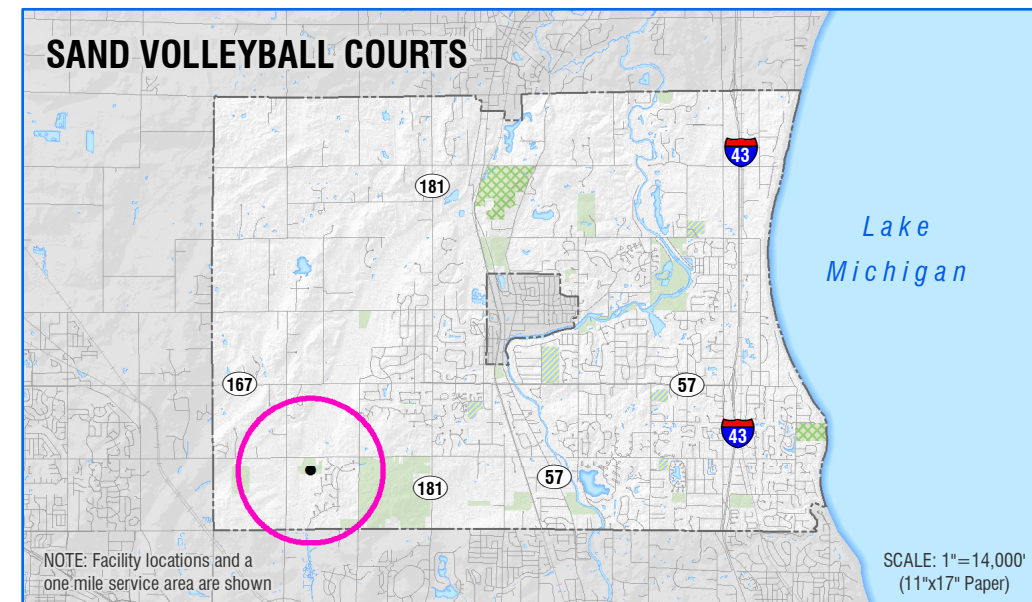 SAND VOLLEYBALL COURTS
43
181
Lake
Michigan
167
57
43
57
181
NOTE: Facility locations and a
one mile service area are shown
SCALE: 1"=14,000'
(11"x17" Paper)